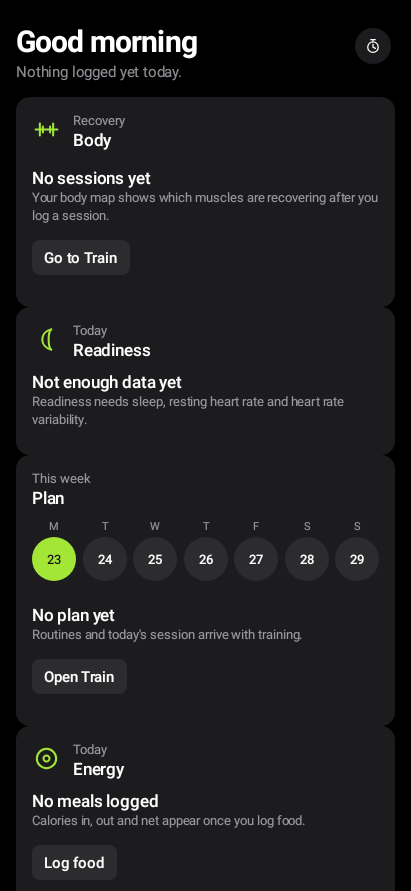 Good morning
Nothing logged yet today.
Recovery
Body
No sessions yet
Your body map shows which muscles are recovering after you
log a session.
Go to Train
Today
Readiness
Not enough data yet
Readiness needs sleep, resting heart rate and heart rate
variability.
This week
Plan
M T W T F S S
23 24 25 26 27 28 29
No plan yet
Routines and today's session arrive with training.
Open Train
Today
Energy
No meals logged
Calories in, out and net appear once you log food.
Log food